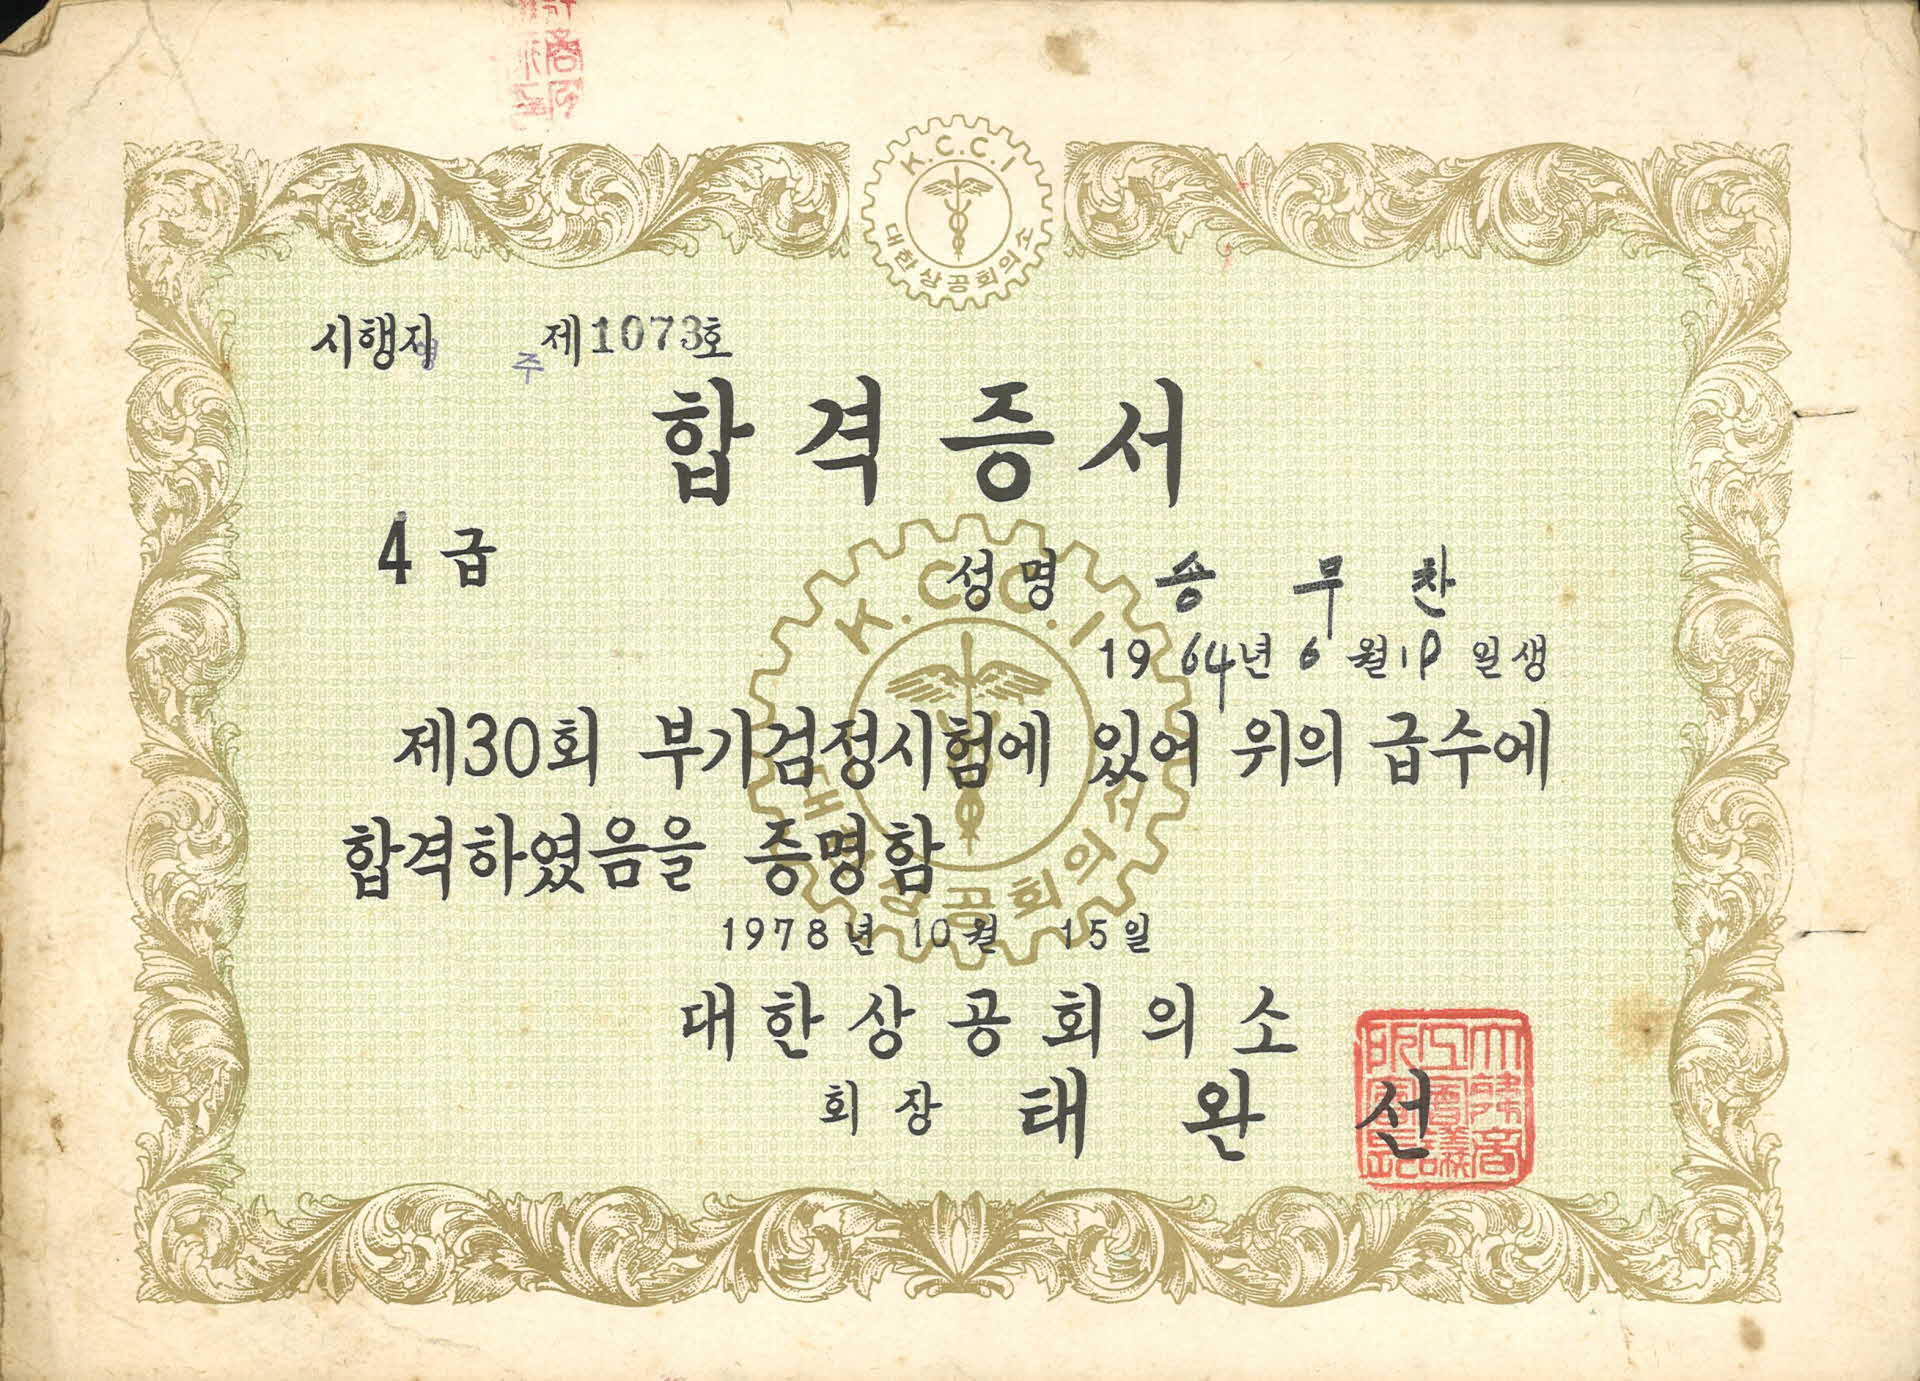 K.C.C.I
대한상공회의소
시행자 영 주 제1073호
합격증서
4급
성명 송 무 찬
1964년 6월 18일생
제30회 부기검정시험에 있어 위의 급수에
합격하였음을 증명함
1978년 10월 15일
대한상공회의소
회장 태완선